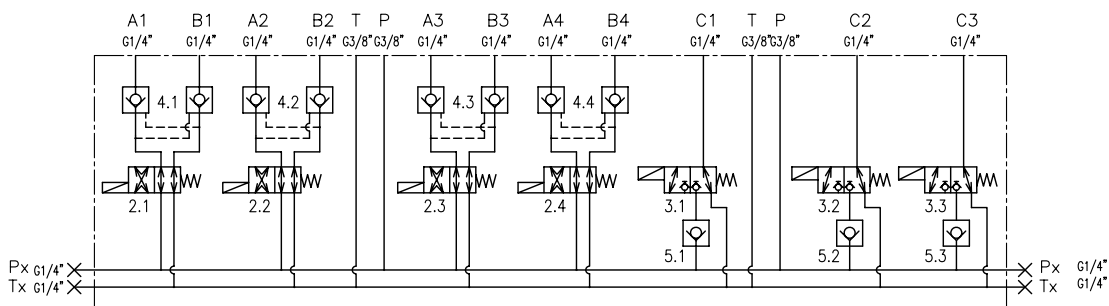 A1 B1 A2 B2 T P A3 B3 A4 B4 C1 T P C2 C3
G1/4" G1/4" G1/4" G1/4" G3/8" G3/8" G1/4" G1/4" G1/4" G1/4" G1/4" G3/8" G3/8" G1/4" G1/4"
4.1 4.2 4.3 4.4
2.1 2.2 2.3 2.4 3.1 3.2 3.3
5.1 5.2 5.3
Px G1/4" Px G1/4"
Tx G1/4" Tx G1/4"